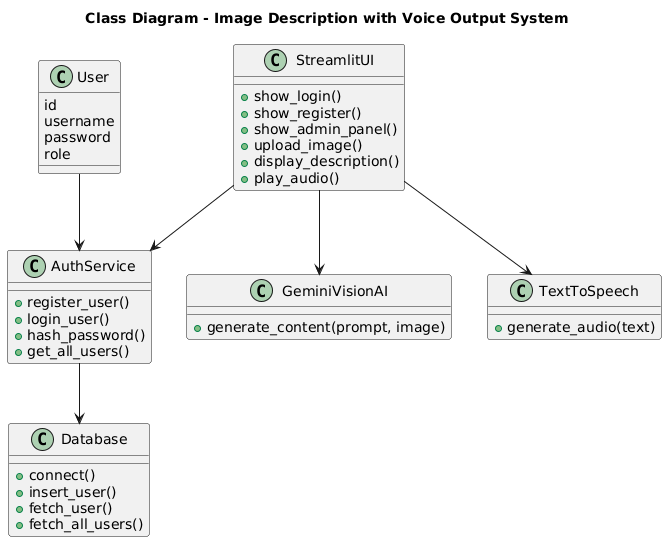 Class Diagram - Image Description with Voice Output System
C User
id
username
password
role
C StreamlitUI
show_login()
show_register()
show_admin_panel()
upload_image()
display_description()
play_audio()
C AuthService
register_user()
login_user()
hash_password()
get_all_users()
C GeminiVisionAI
generate_content(prompt, image)
C TextToSpeech
generate_audio(text)
C Database
connect()
insert_user()
fetch_user()
fetch_all_users()